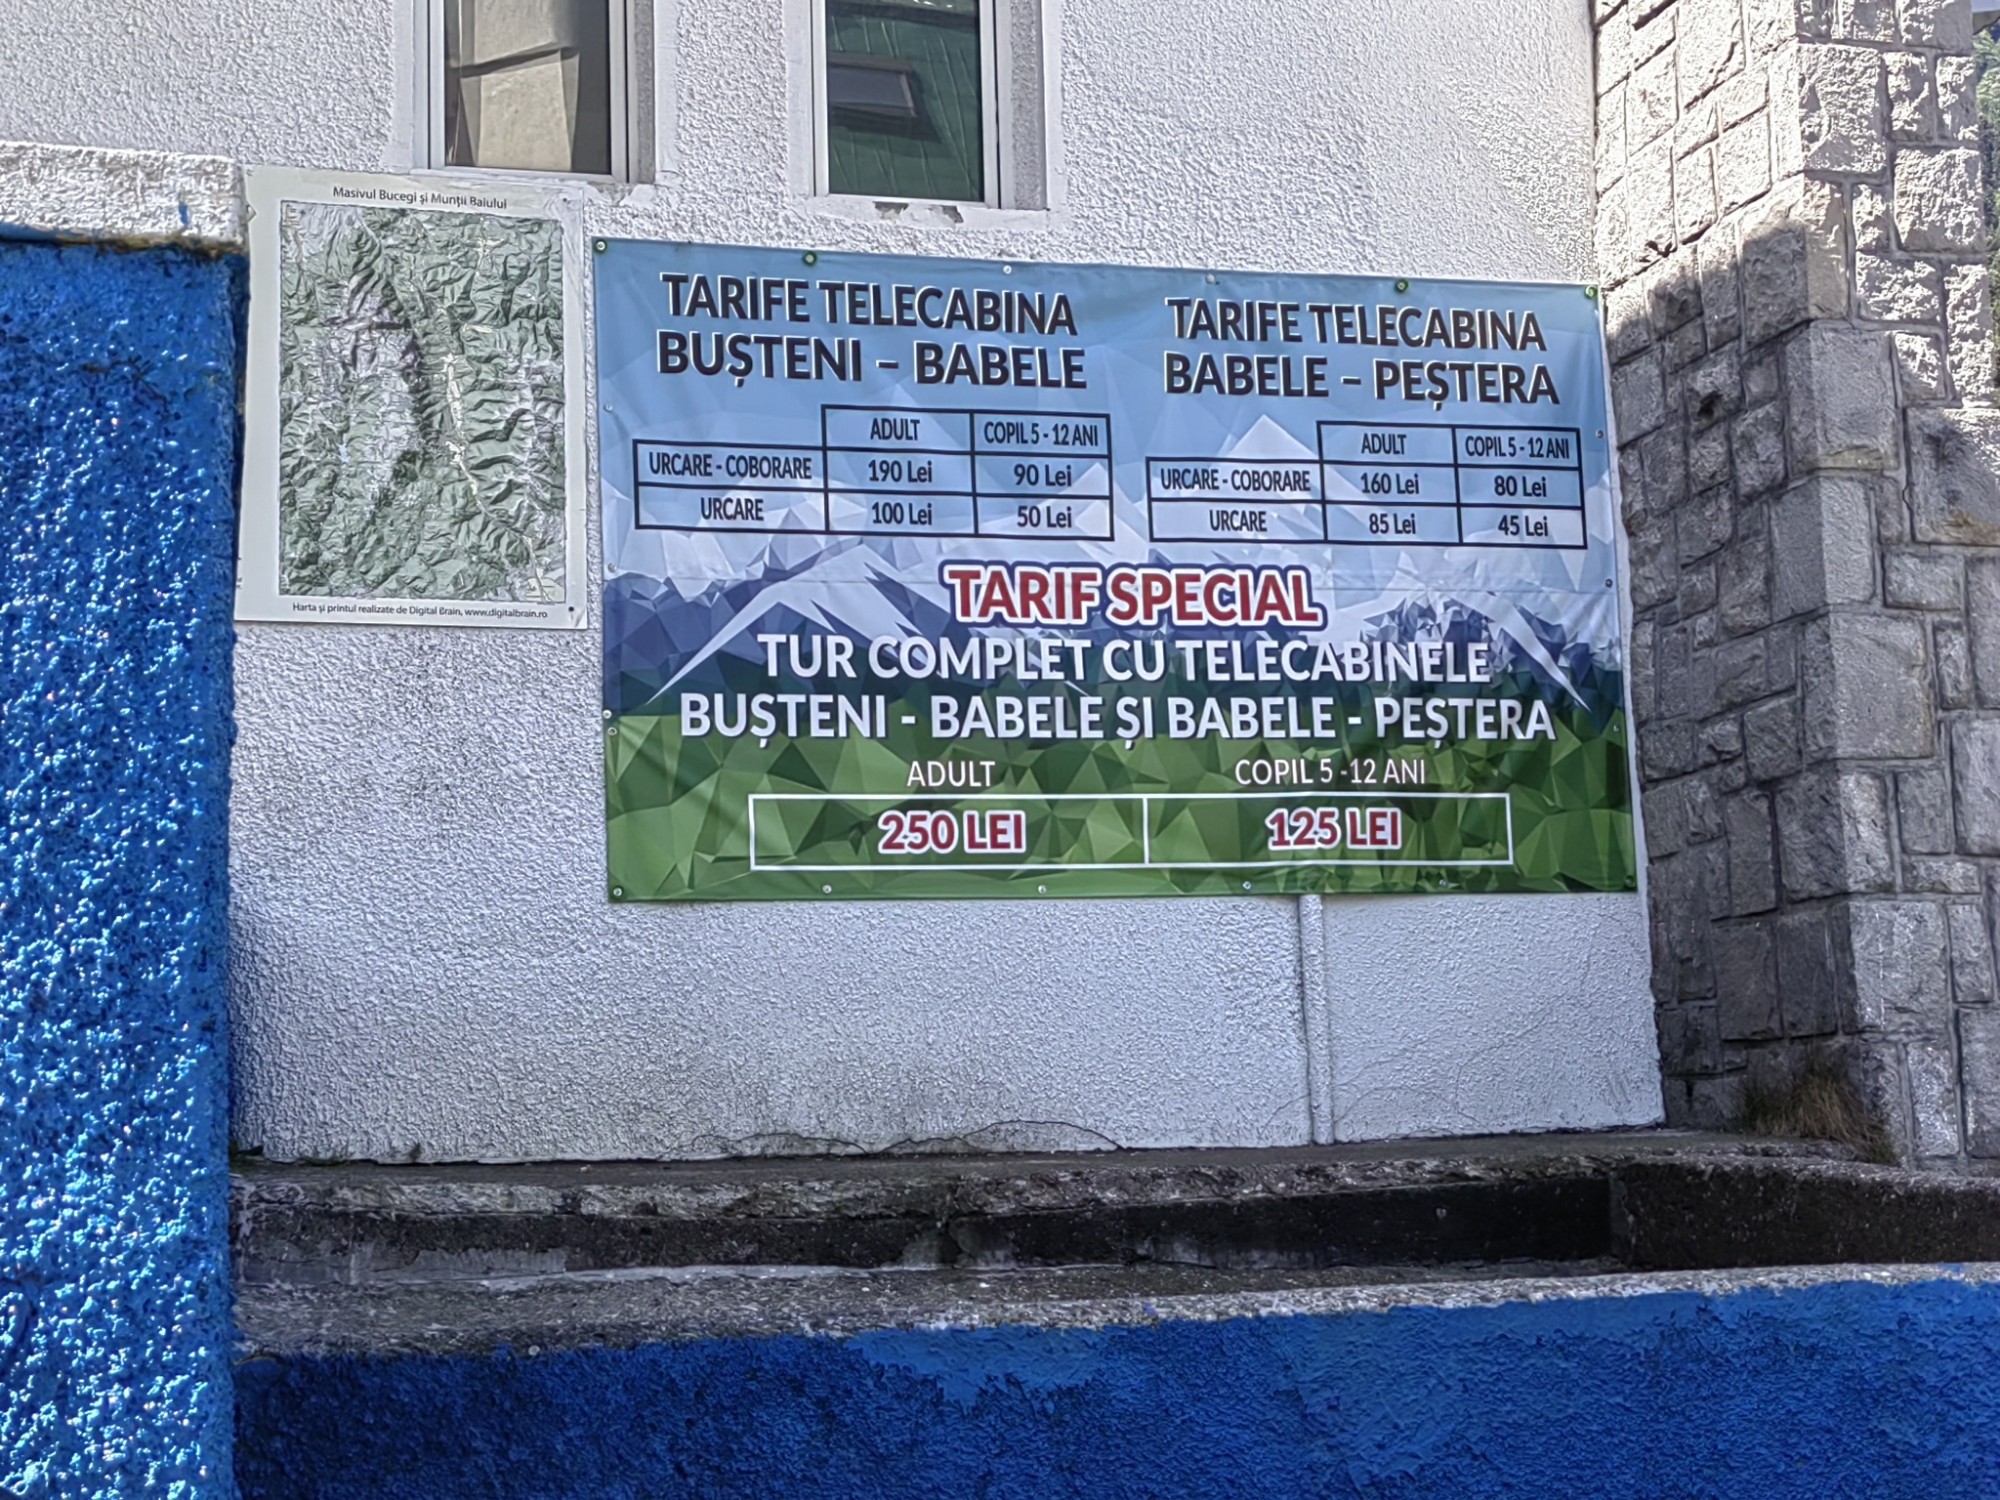 Masivul Bucegi și Munții Baiului
Harta și printul realizate de Digital Brain, www.digitalbrain.ro
TARIFE TELECABINA
BUȘTENI – BABELE
ADULT COPIL 5 - 12 ANI
URCARE - COBORARE 190 Lei 90 Lei
URCARE 100 Lei 50 Lei
TARIFE TELECABINA
BABELE – PEȘTERA
ADULT COPIL 5 - 12 ANI
URCARE - COBORARE 160 Lei 80 Lei
URCARE 85 Lei 45 Lei
TARIF SPECIAL
TUR COMPLET CU TELECABINELE
BUȘTENI - BABELE ȘI BABELE - PEȘTERA
ADULT COPIL 5 -12 ANI
250 LEI 125 LEI